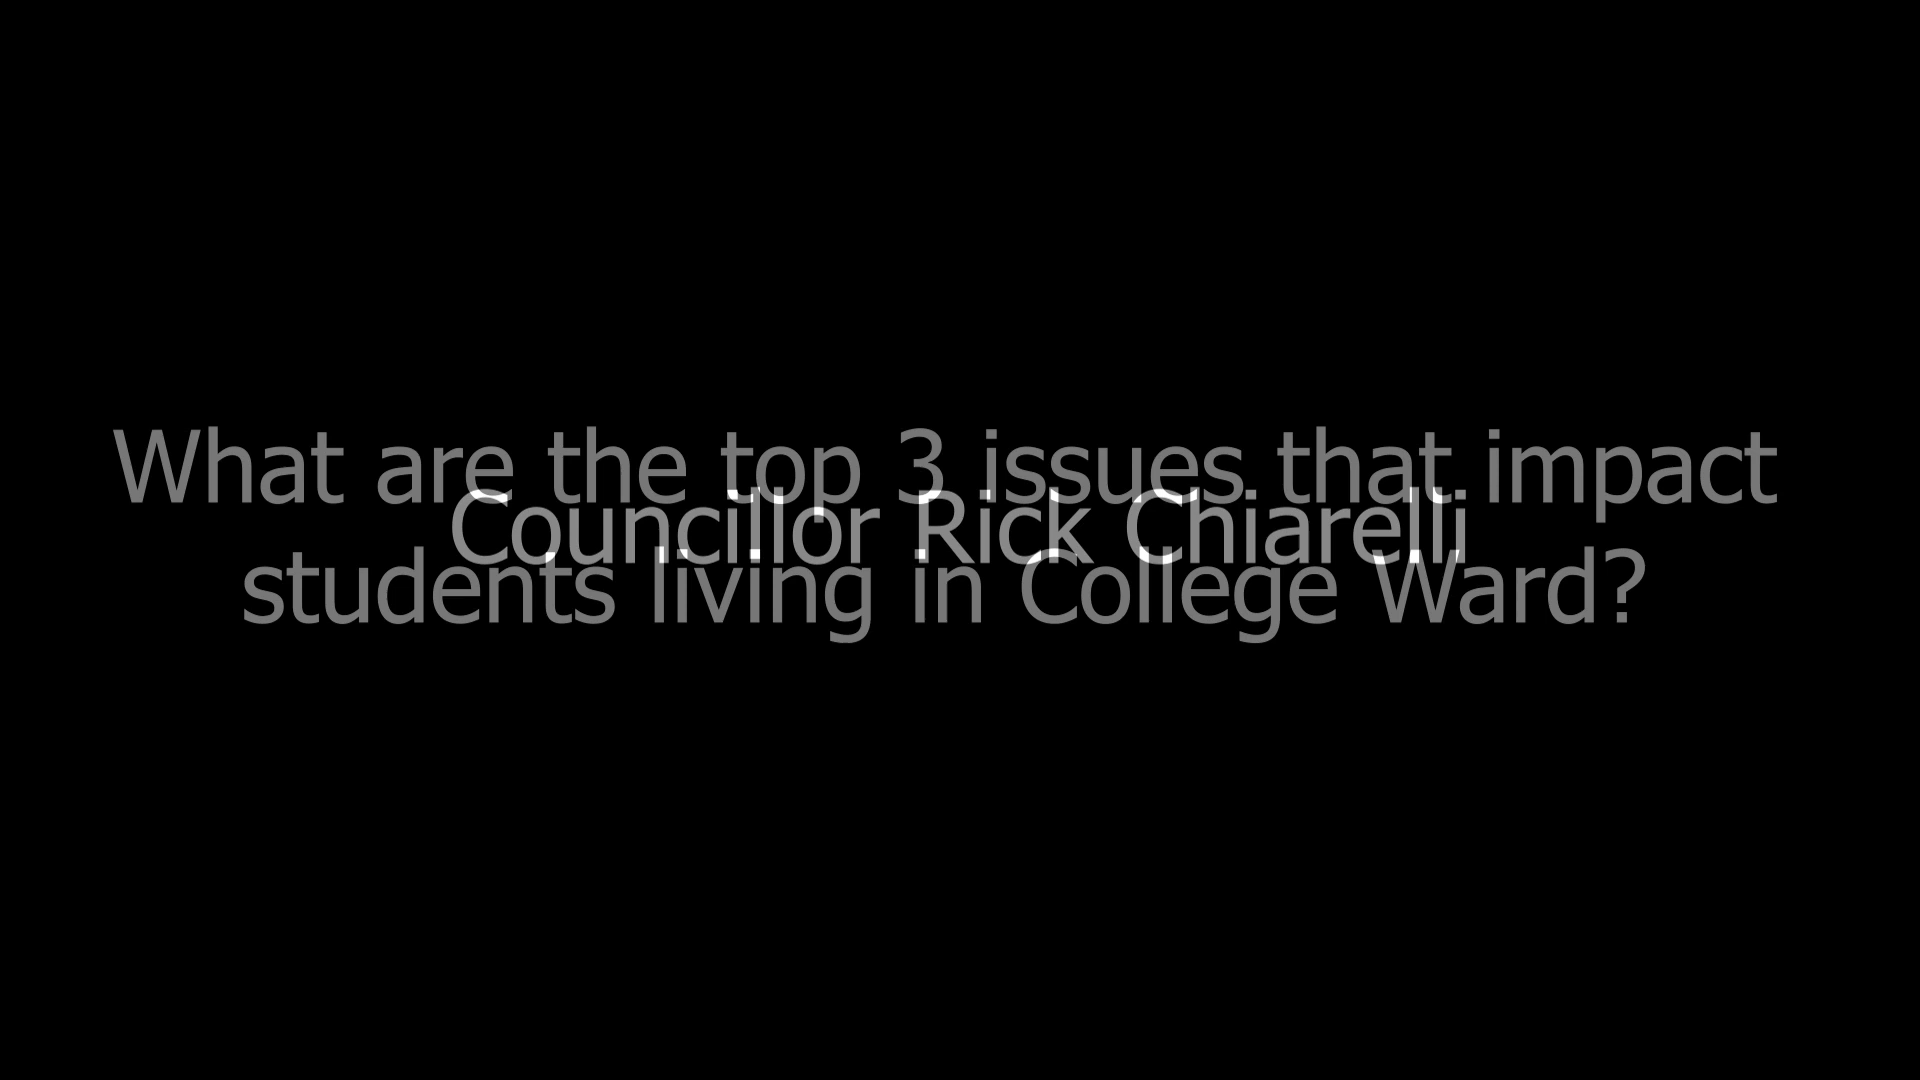 What are the top 3 issues that impact
Councillor Rick Chiarelli
students living in College Ward?